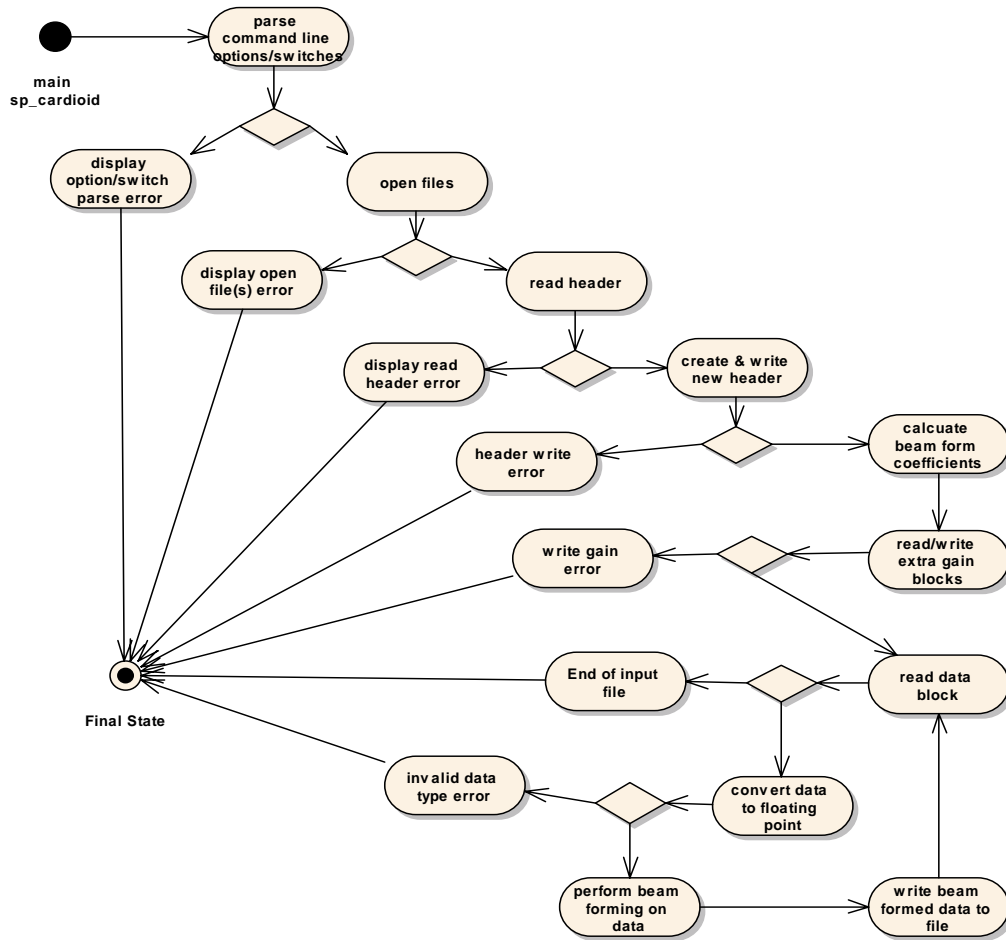 parse
command line
options/switches
main
sp_cardioid
display
option/switch
parse error
open files
display open
file(s) error
read header
display read
header error
create & write
new header
header write
error
calcuate
beam form
coefficients
write gain
error
read/write
extra gain
blocks
End of input
file
read data
block
Final State
invalid data
type error
convert data
to floating
point
perform beam
forming on
data
write beam
formed data to
file